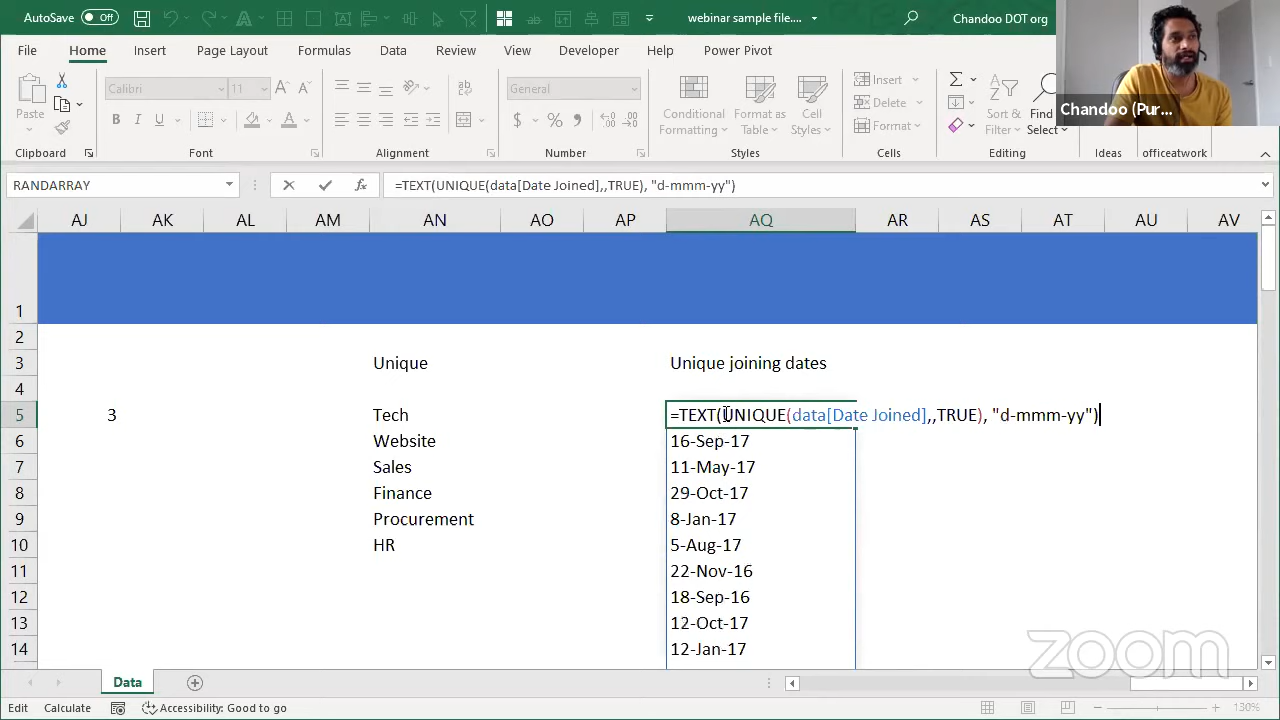 AutoSave Off
webinar sample file....
Chandoo DOT org
File Home Insert Page Layout Formulas Data Review View Developer Help Power Pivot
Chandoo (Pur...
Calibri 11
General
Paste
B I U
Conditional Formatting
Format as Table
Cell Styles
Insert
Delete
Format
Sort & Filter
Find & Select
Clipboard Font Alignment Number Styles Cells Editing Ideas officeatwork
RANDARRAY
fx
=TEXT(UNIQUE(data[Date Joined],,TRUE), "d-mmm-yy")
AJ AK AL AM AN AO AP AQ AR AS AT AU AV
1
2
3 Unique Unique joining dates
4
5 3 Tech =TEXT(UNIQUE(data[Date Joined],,TRUE), "d-mmm-yy")
6 Website 16-Sep-17
7 Sales 11-May-17
8 Finance 29-Oct-17
9 Procurement 8-Jan-17
10 HR 5-Aug-17
11 22-Nov-16
12 18-Sep-16
13 12-Oct-17
14 12-Jan-17
zoom
Data
Edit Calculate Accessibility: Good to go 130%